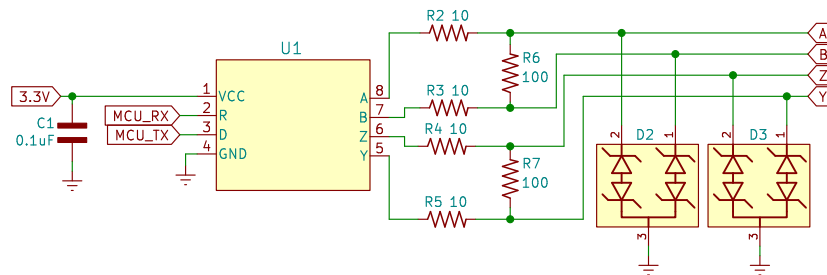 R2 10
A
U1
R6
100
B
Z
3.3V
1
VCC
A
8
Y
MCU_RX
2
R
B
7
R3 10
C1
0.1uF
MCU_TX
3
D
Z
6
R4 10
4
GND
Y
5
R7
100
2
D2
1
2
D3
1
R5 10
3
3